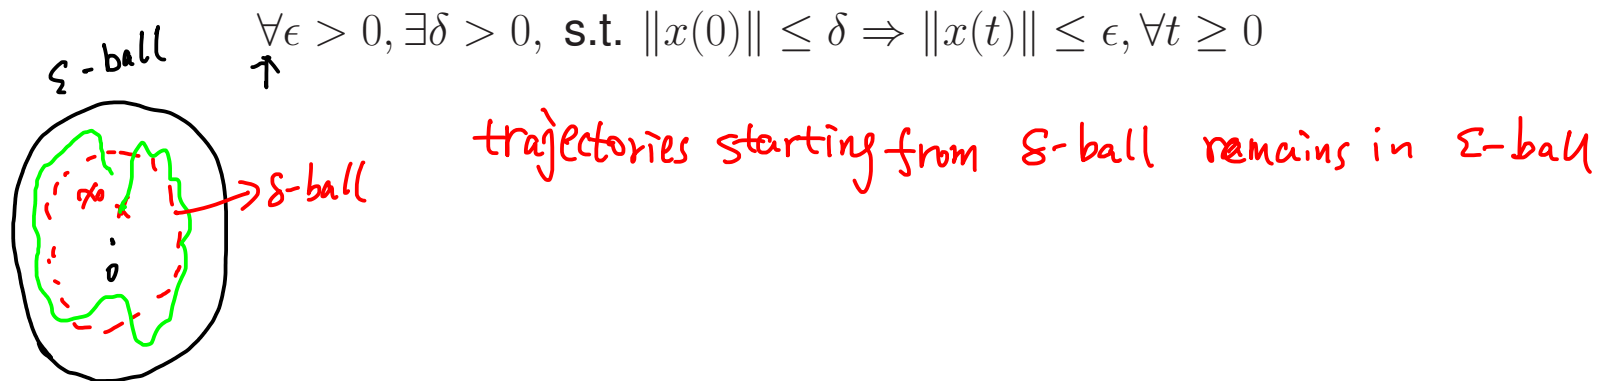 ∀ϵ > 0, ∃δ > 0, s.t. ‖x(0)‖ ≤ δ ⇒ ‖x(t)‖ ≤ ϵ, ∀t ≥ 0
ε-ball
trajectories starting from δ-ball remains in ε-ball
x₀
δ-ball
0